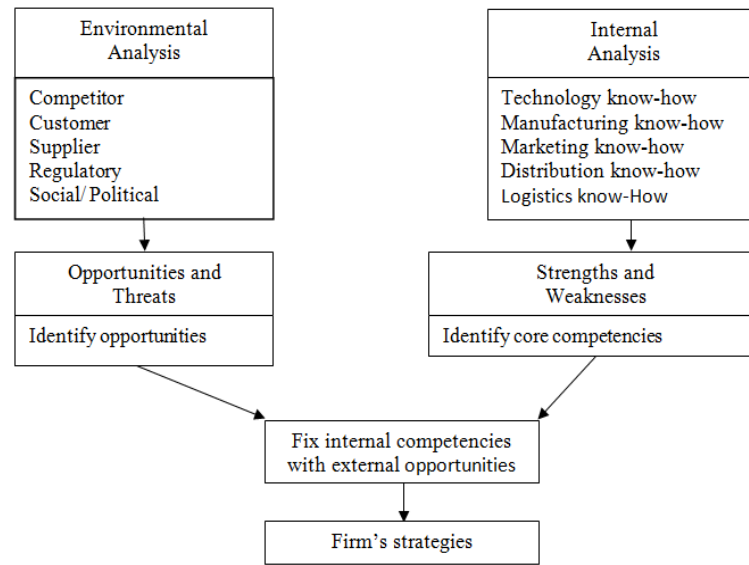 Environmental
Analysis
Competitor
Customer
Supplier
Regulatory
Social/ Political
Internal
Analysis
Technology know-how
Manufacturing know-how
Marketing know-how
Distribution know-how
Logistics know-How
Opportunities and
Threats
Identify opportunities
Strengths and
Weaknesses
Identify core competencies
Fix internal competencies
with external opportunities
Firm's strategies